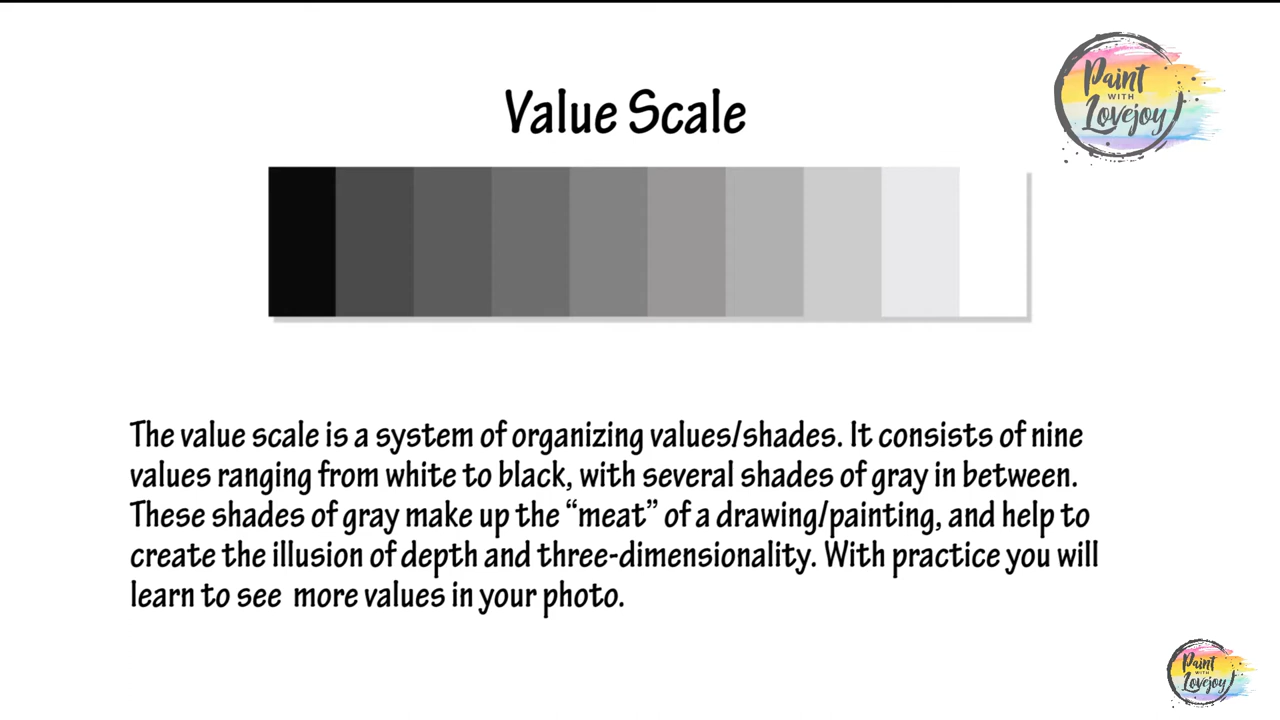 Paint
WITH
Lovejoy
Value Scale
The value scale is a system of organizing values/shades. It consists of nine
values ranging from white to black, with several shades of gray in between.
These shades of gray make up the “meat” of a drawing/painting, and help to
create the illusion of depth and three-dimensionality. With practice you will
learn to see more values in your photo.
Paint
WITH
Lovejoy